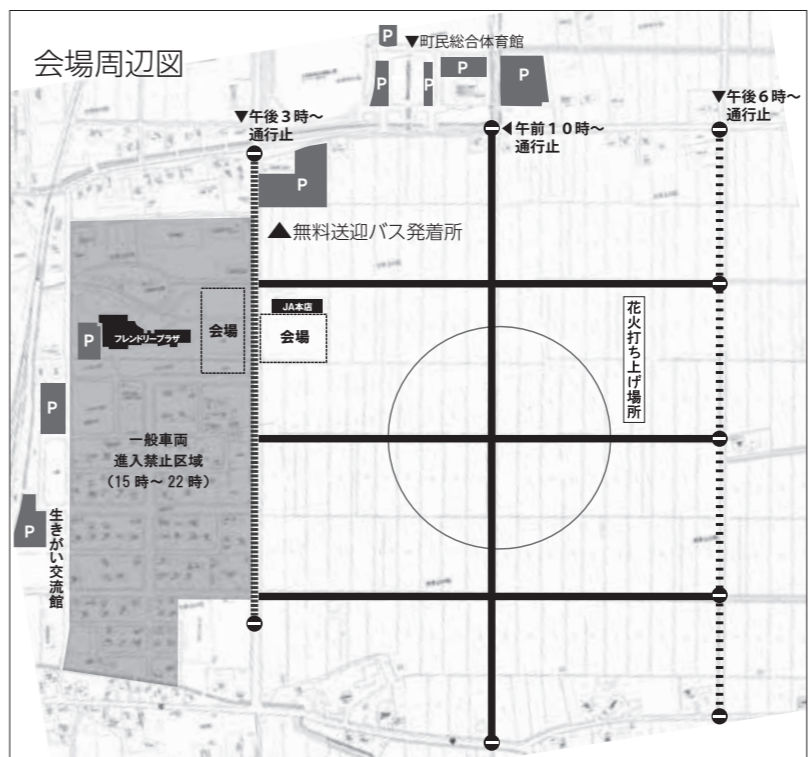 会場周辺図
P
▼町民総合体育館
P
P
P
P
▼午後3時〜
通行止
◀午前10時〜
通行止
▼午後6時〜
通行止
P
▲無料送迎バス発着所
JA本店
会場
会場
フレンドリープラザ
P
花火打ち上げ場所
P
一般車両
進入禁止区域
（15時〜22時）
P
生きがい交流館